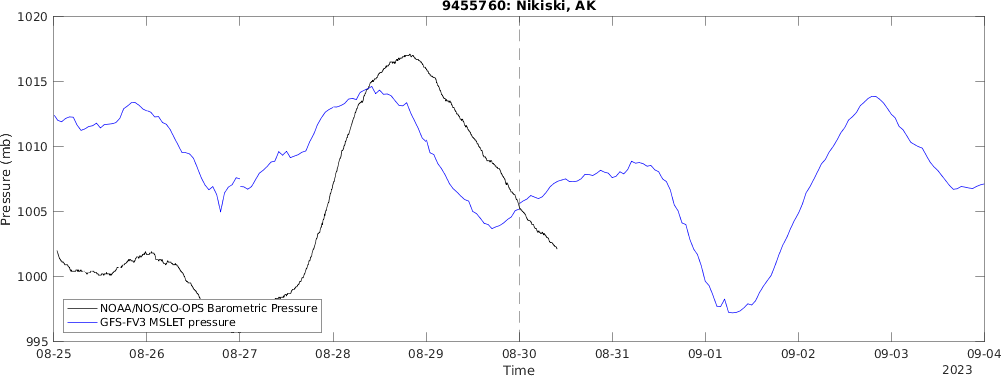 9455760: Nikiski, AK
1020
1015
1010
1005
1000
995
Pressure (mb)
NOAA/NOS/CO-OPS Barometric Pressure
GFS-FV3 MSLET pressure
08-25 08-26 08-27 08-28 08-29 08-30 08-31 09-01 09-02 09-03 09-04
Time
2023